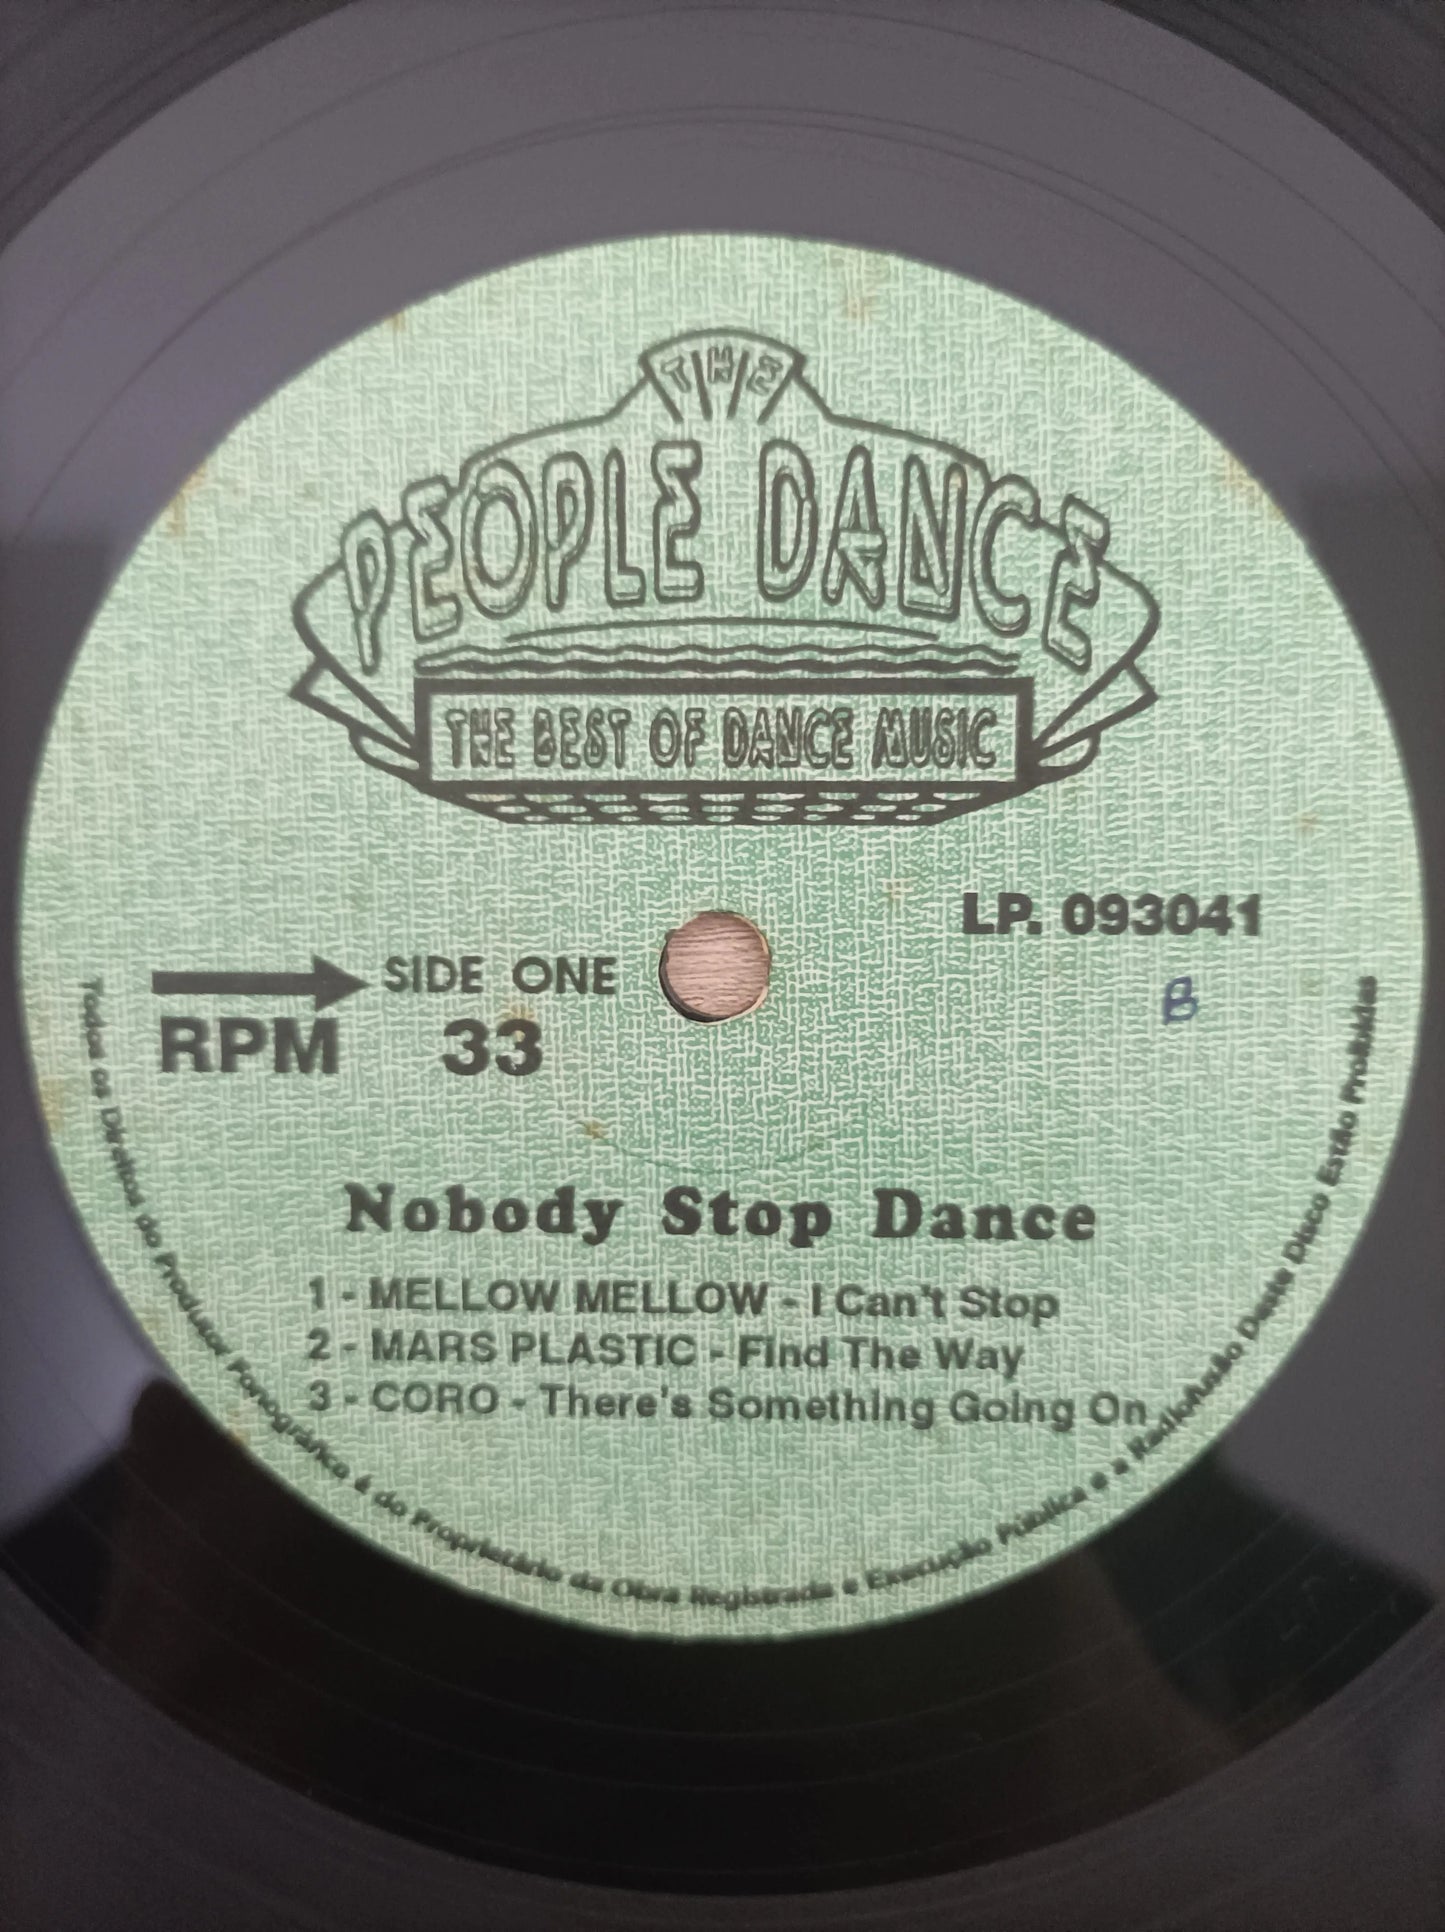 THE
PEOPLE DANCE
THE BEST OF DANCE MUSIC
LP. 093041
B
SIDE ONE
RPM 33
Nobody Stop Dance
1 - MELLOW MELLOW - I Can't Stop
2 - MARS PLASTIC - Find The Way
3 - CORO - There's Something Going On
Todos os Direitos do Produtor Fonográfico é do Proprietário da Obra Registrada e Execução Pública e a Radiofusão Deste Disco Estão Proibidas